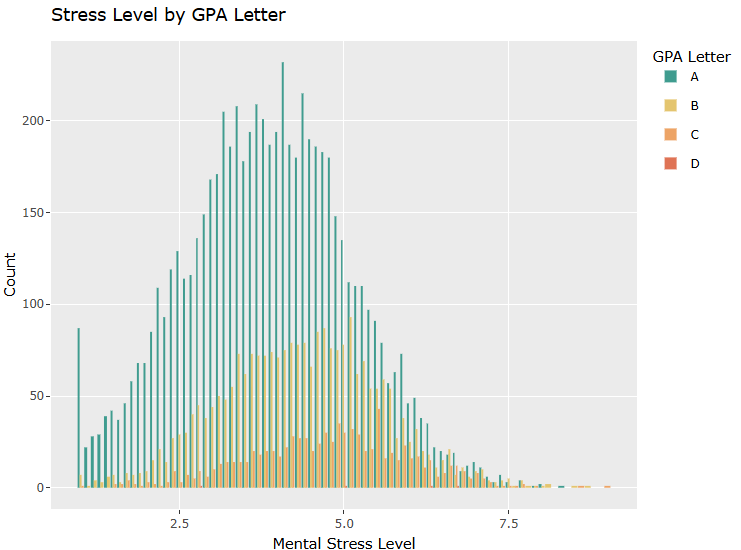 Stress Level by GPA Letter
GPA Letter
A
B
C
D
200
150
100
50
0
Count
2.5
5.0
7.5
Mental Stress Level